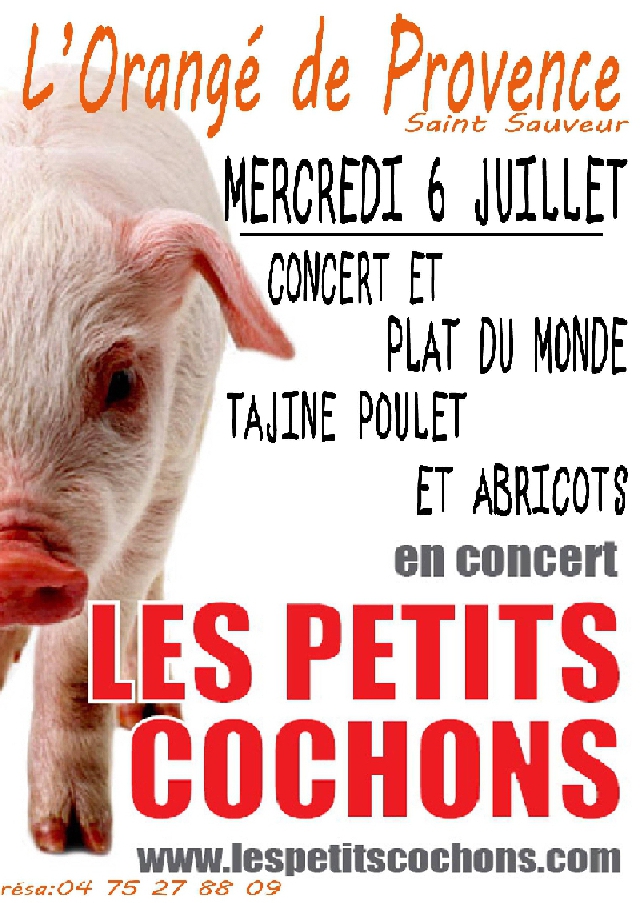 L'Orangé de Provence
Saint Sauveur
MERCREDI 6 JUILLET
CONCERT ET
PLAT DU MONDE
TAJINE POULET
ET ABRICOTS
en concert
LES PETITS
COCHONS
www.lespetitscochons.com
résa:04 75 27 88 09